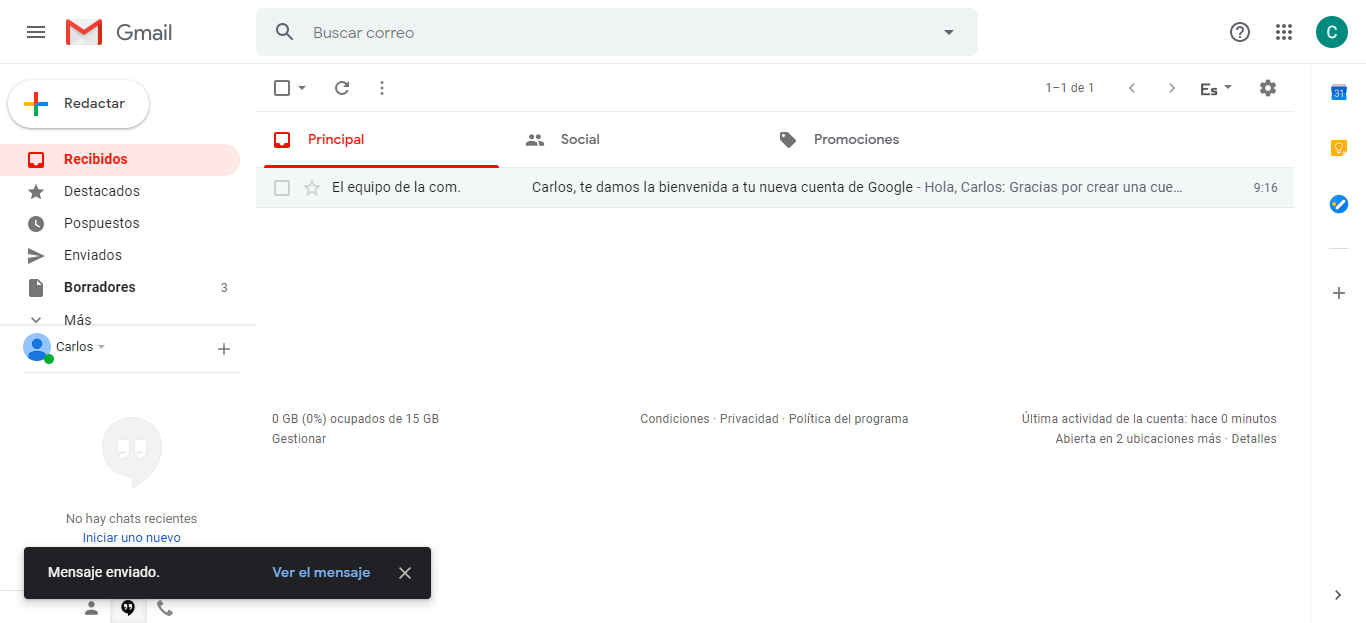 Gmail
Buscar correo
C
Redactar
1–1 de 1
Es
31
Recibidos
Principal
Social
Promociones
El equipo de la com. Carlos, te damos la bienvenida a tu nueva cuenta de Google - Hola, Carlos: Gracias por crear una cue… 9:16
Destacados
Pospuestos
Enviados
Borradores 3
Más
Carlos
0 GB (0%) ocupados de 15 GB
Gestionar
Condiciones · Privacidad · Política del programa
Última actividad de la cuenta: hace 0 minutos
Abierta en 2 ubicaciones más · Detalles
No hay chats recientes
Iniciar uno nuevo
Mensaje enviado. Ver el mensaje